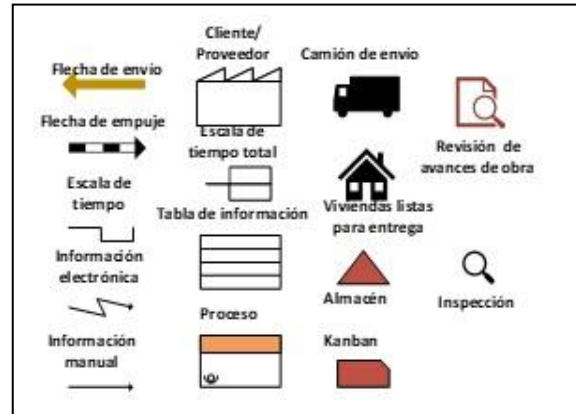 Flecha de envío
Flecha de empuje
Escala de
tiempo
Información
electrónica
Información
manual
Cliente/
Proveedor
Escala de
tiempo total
Tabla de información
Proceso
Camión de envio
Viviendas listas
para entrega
Almacén
Kanban
Revisión de
avances de obra
Inspección